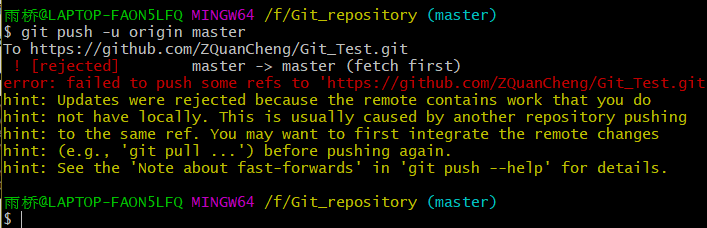 雨桥@LAPTOP-FAON5LFQ MINGW64 /f/Git_repository (master)
$ git push -u origin master
To https://github.com/ZQuanCheng/Git_Test.git
 ! [rejected]        master -> master (fetch first)
error: failed to push some refs to 'https://github.com/ZQuanCheng/Git_Test.git
hint: Updates were rejected because the remote contains work that you do
hint: not have locally. This is usually caused by another repository pushing
hint: to the same ref. You may want to first integrate the remote changes
hint: (e.g., 'git pull ...') before pushing again.
hint: See the 'Note about fast-forwards' in 'git push --help' for details.
雨桥@LAPTOP-FAON5LFQ MINGW64 /f/Git_repository (master)
$